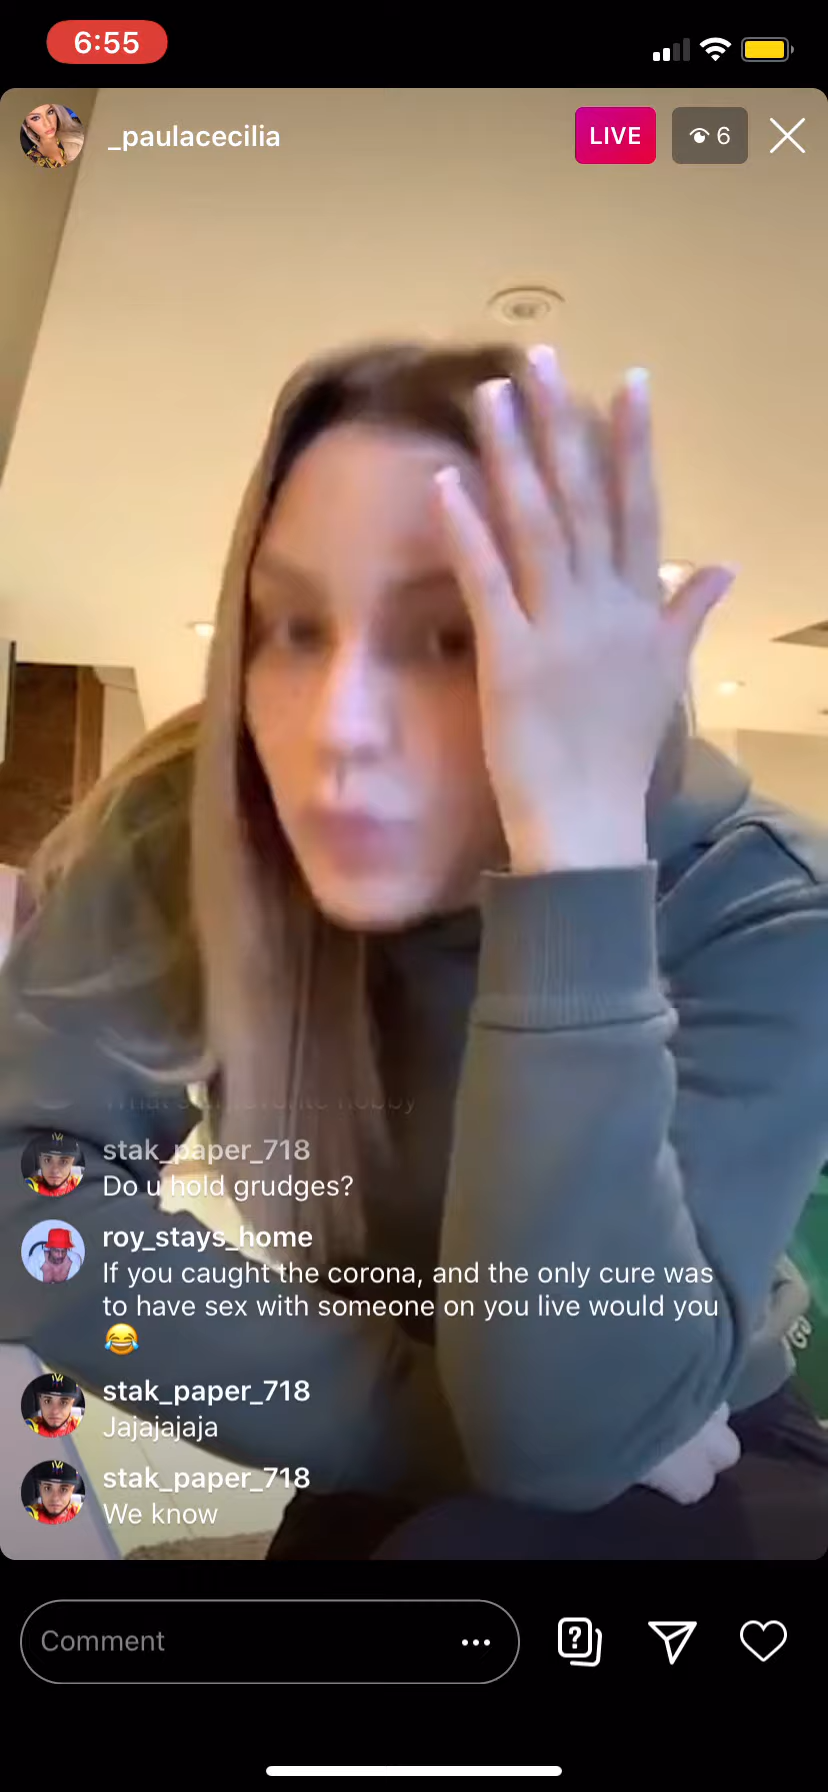 6:55
_paulacecilia
LIVE
6
hobby
stak_paper_718
Do u hold grudges?
roy_stays_home
If you caught the corona, and the only cure was
to have sex with someone on you live would you
😂
stak_paper_718
Jajajajaja
stak_paper_718
We know
Comment